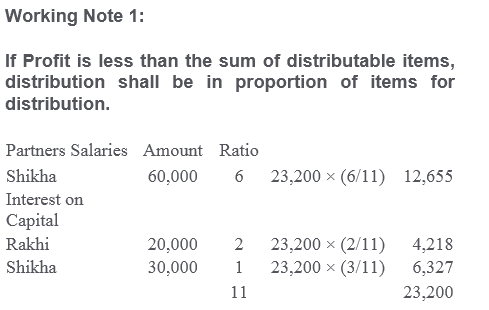 Working Note 1:
If Profit is less than the sum of distributable items,
distribution shall be in proportion of items for
distribution.
Partners Salaries Amount Ratio
Shikha 60,000 6 23,200 × (6/11) 12,655
Interest on
Capital
Rakhi 20,000 2 23,200 × (2/11) 4,218
Shikha 30,000 1 23,200 × (3/11) 6,327
11 23,200